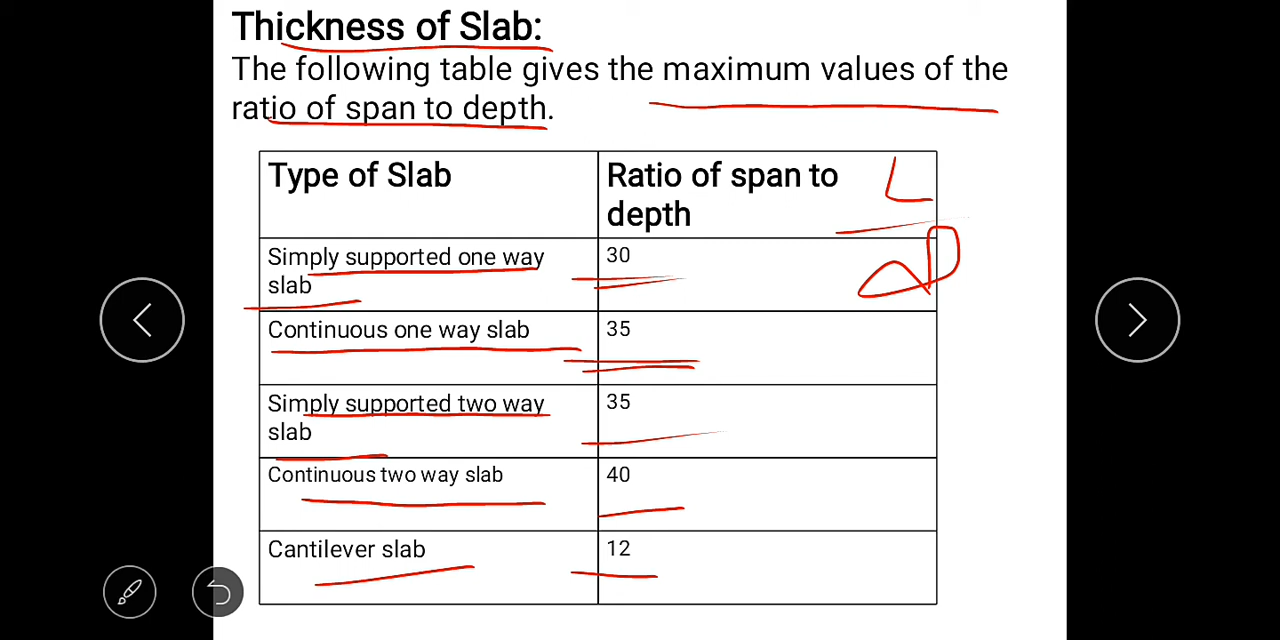 Thickness of Slab:
The following table gives the maximum values of the
ratio of span to depth.
Type of Slab
Ratio of span to
depth
L
D
Simply supported one way
slab
30
Continuous one way slab
35
Simply supported two way
slab
35
Continuous two way slab
40
Cantilever slab
12